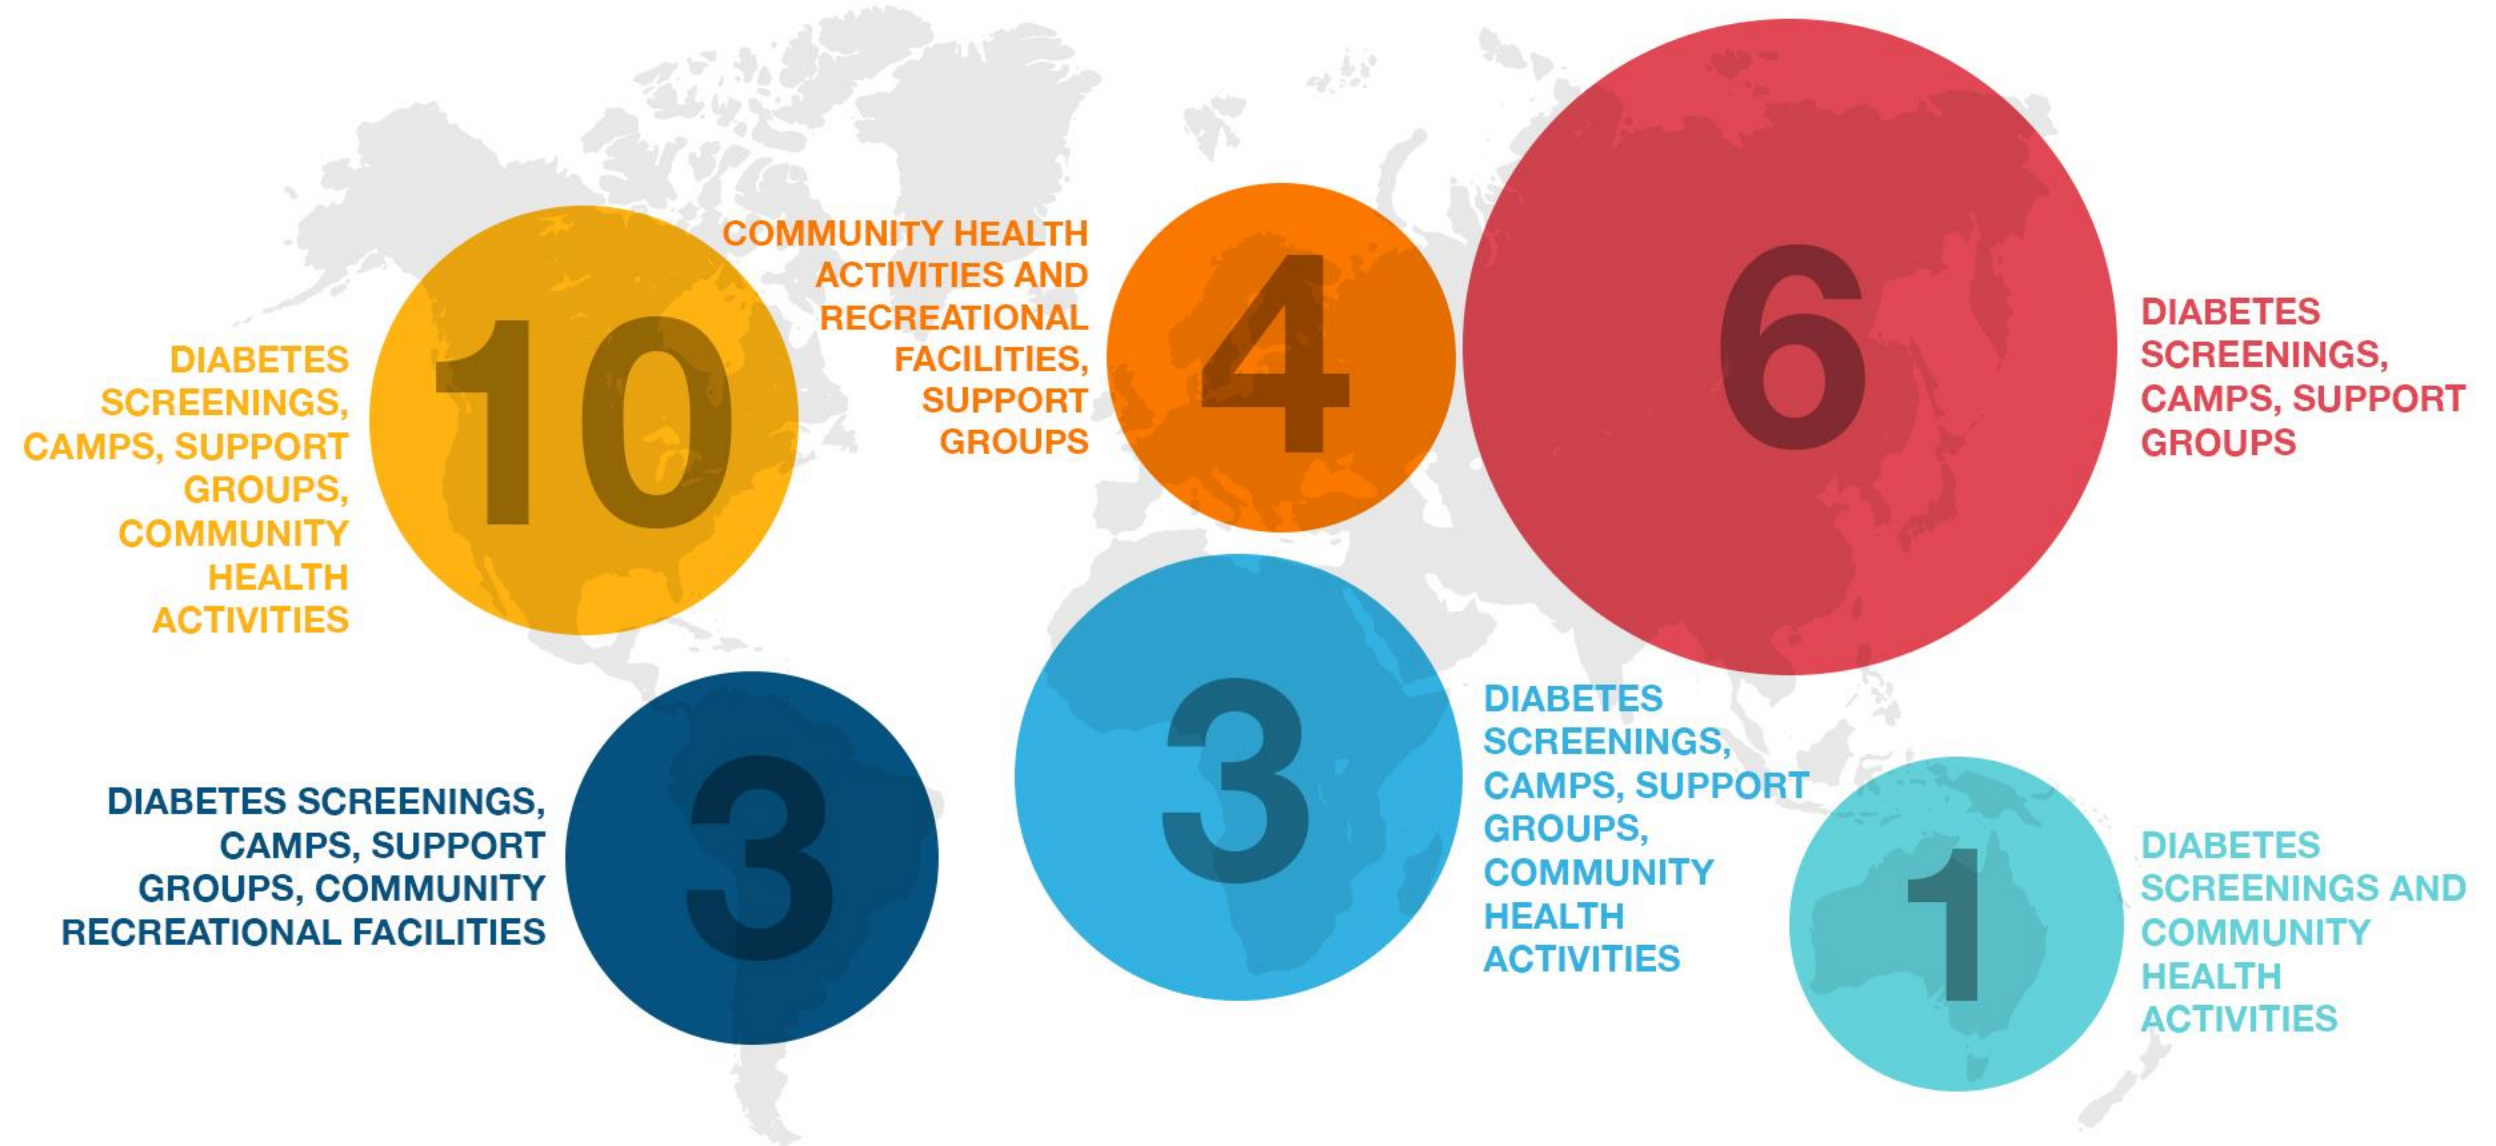 10
DIABETES
SCREENINGS,
CAMPS, SUPPORT
GROUPS,
COMMUNITY
HEALTH
ACTIVITIES
COMMUNITY HEALTH
ACTIVITIES AND
RECREATIONAL
FACILITIES,
SUPPORT
GROUPS
4
6
DIABETES
SCREENINGS,
CAMPS, SUPPORT
GROUPS
DIABETES SCREENINGS,
CAMPS, SUPPORT
GROUPS, COMMUNITY
RECREATIONAL FACILITIES
3
3
DIABETES
SCREENINGS,
CAMPS, SUPPORT
GROUPS,
COMMUNITY
HEALTH
ACTIVITIES
1
DIABETES
SCREENINGS AND
COMMUNITY
HEALTH
ACTIVITIES